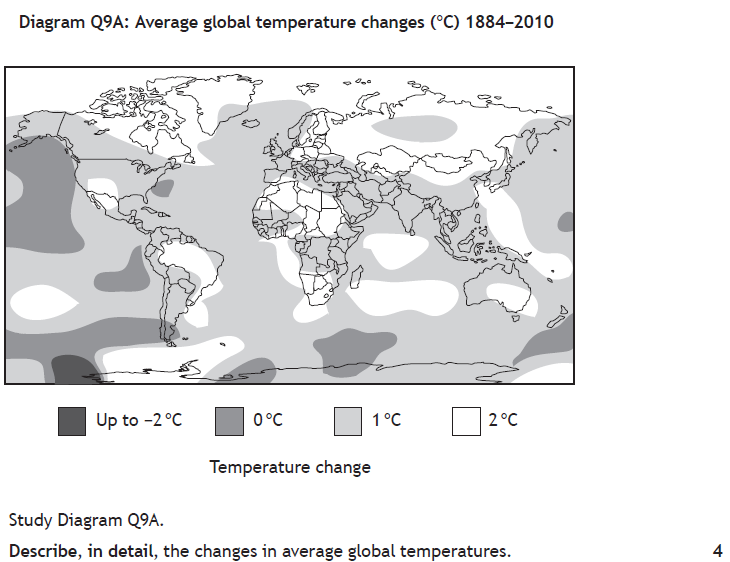 Diagram Q9A: Average global temperature changes (°C) 1884–2010
Up to −2 °C 0 °C 1 °C 2 °C
Temperature change
Study Diagram Q9A.
Describe, in detail, the changes in average global temperatures. 4